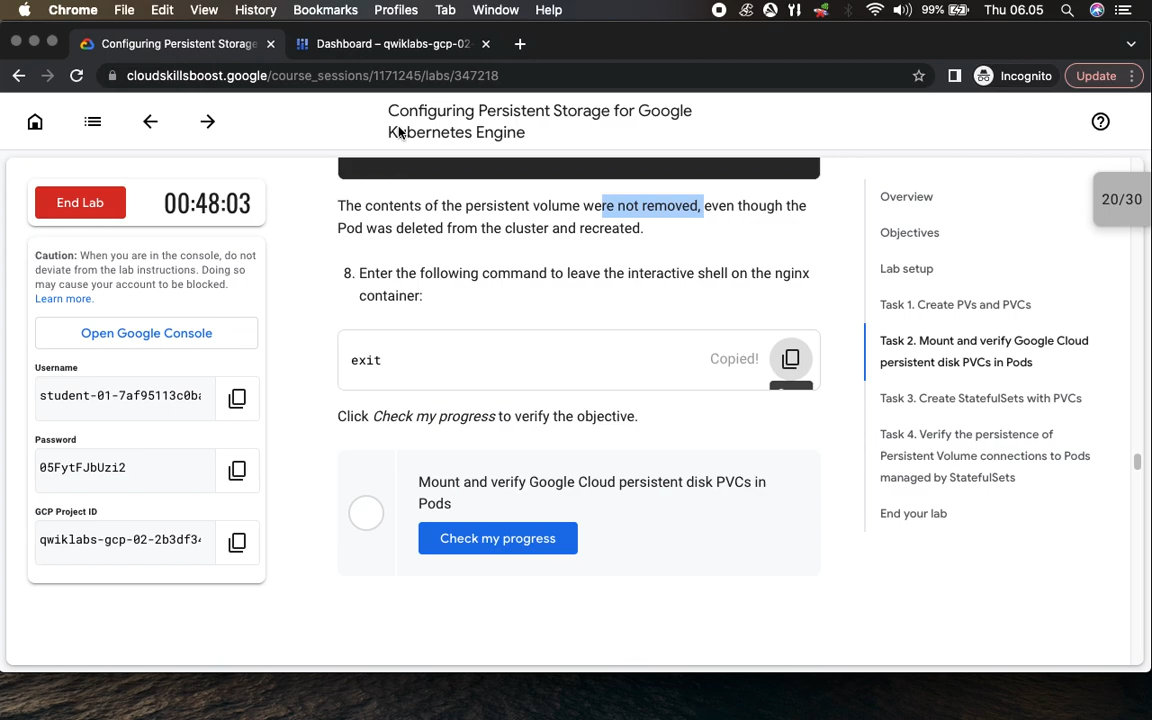 Chrome File Edit View History Bookmarks Profiles Tab Window Help 99% Thu 06.05
Configuring Persistent Storage Dashboard – qwiklabs-gcp-02
cloudskillsboost.google/course_sessions/1171245/labs/347218 Incognito Update
Configuring Persistent Storage for Google
Kubernetes Engine
End Lab 00:48:03
Caution: When you are in the console, do not
deviate from the lab instructions. Doing so
may cause your account to be blocked.
Learn more.
Open Google Console
Username
student-01-7af95113c0ba
Password
05FytFJbUzi2
GCP Project ID
qwiklabs-gcp-02-2b3df34
The contents of the persistent volume were not removed, even though the
Pod was deleted from the cluster and recreated.
8. Enter the following command to leave the interactive shell on the nginx
container:
exit Copied!
Click Check my progress to verify the objective.
Mount and verify Google Cloud persistent disk PVCs in
Pods
Check my progress
Overview
Objectives
Lab setup
Task 1. Create PVs and PVCs
Task 2. Mount and verify Google Cloud
persistent disk PVCs in Pods
Task 3. Create StatefulSets with PVCs
Task 4. Verify the persistence of
Persistent Volume connections to Pods
managed by StatefulSets
End your lab
20/30